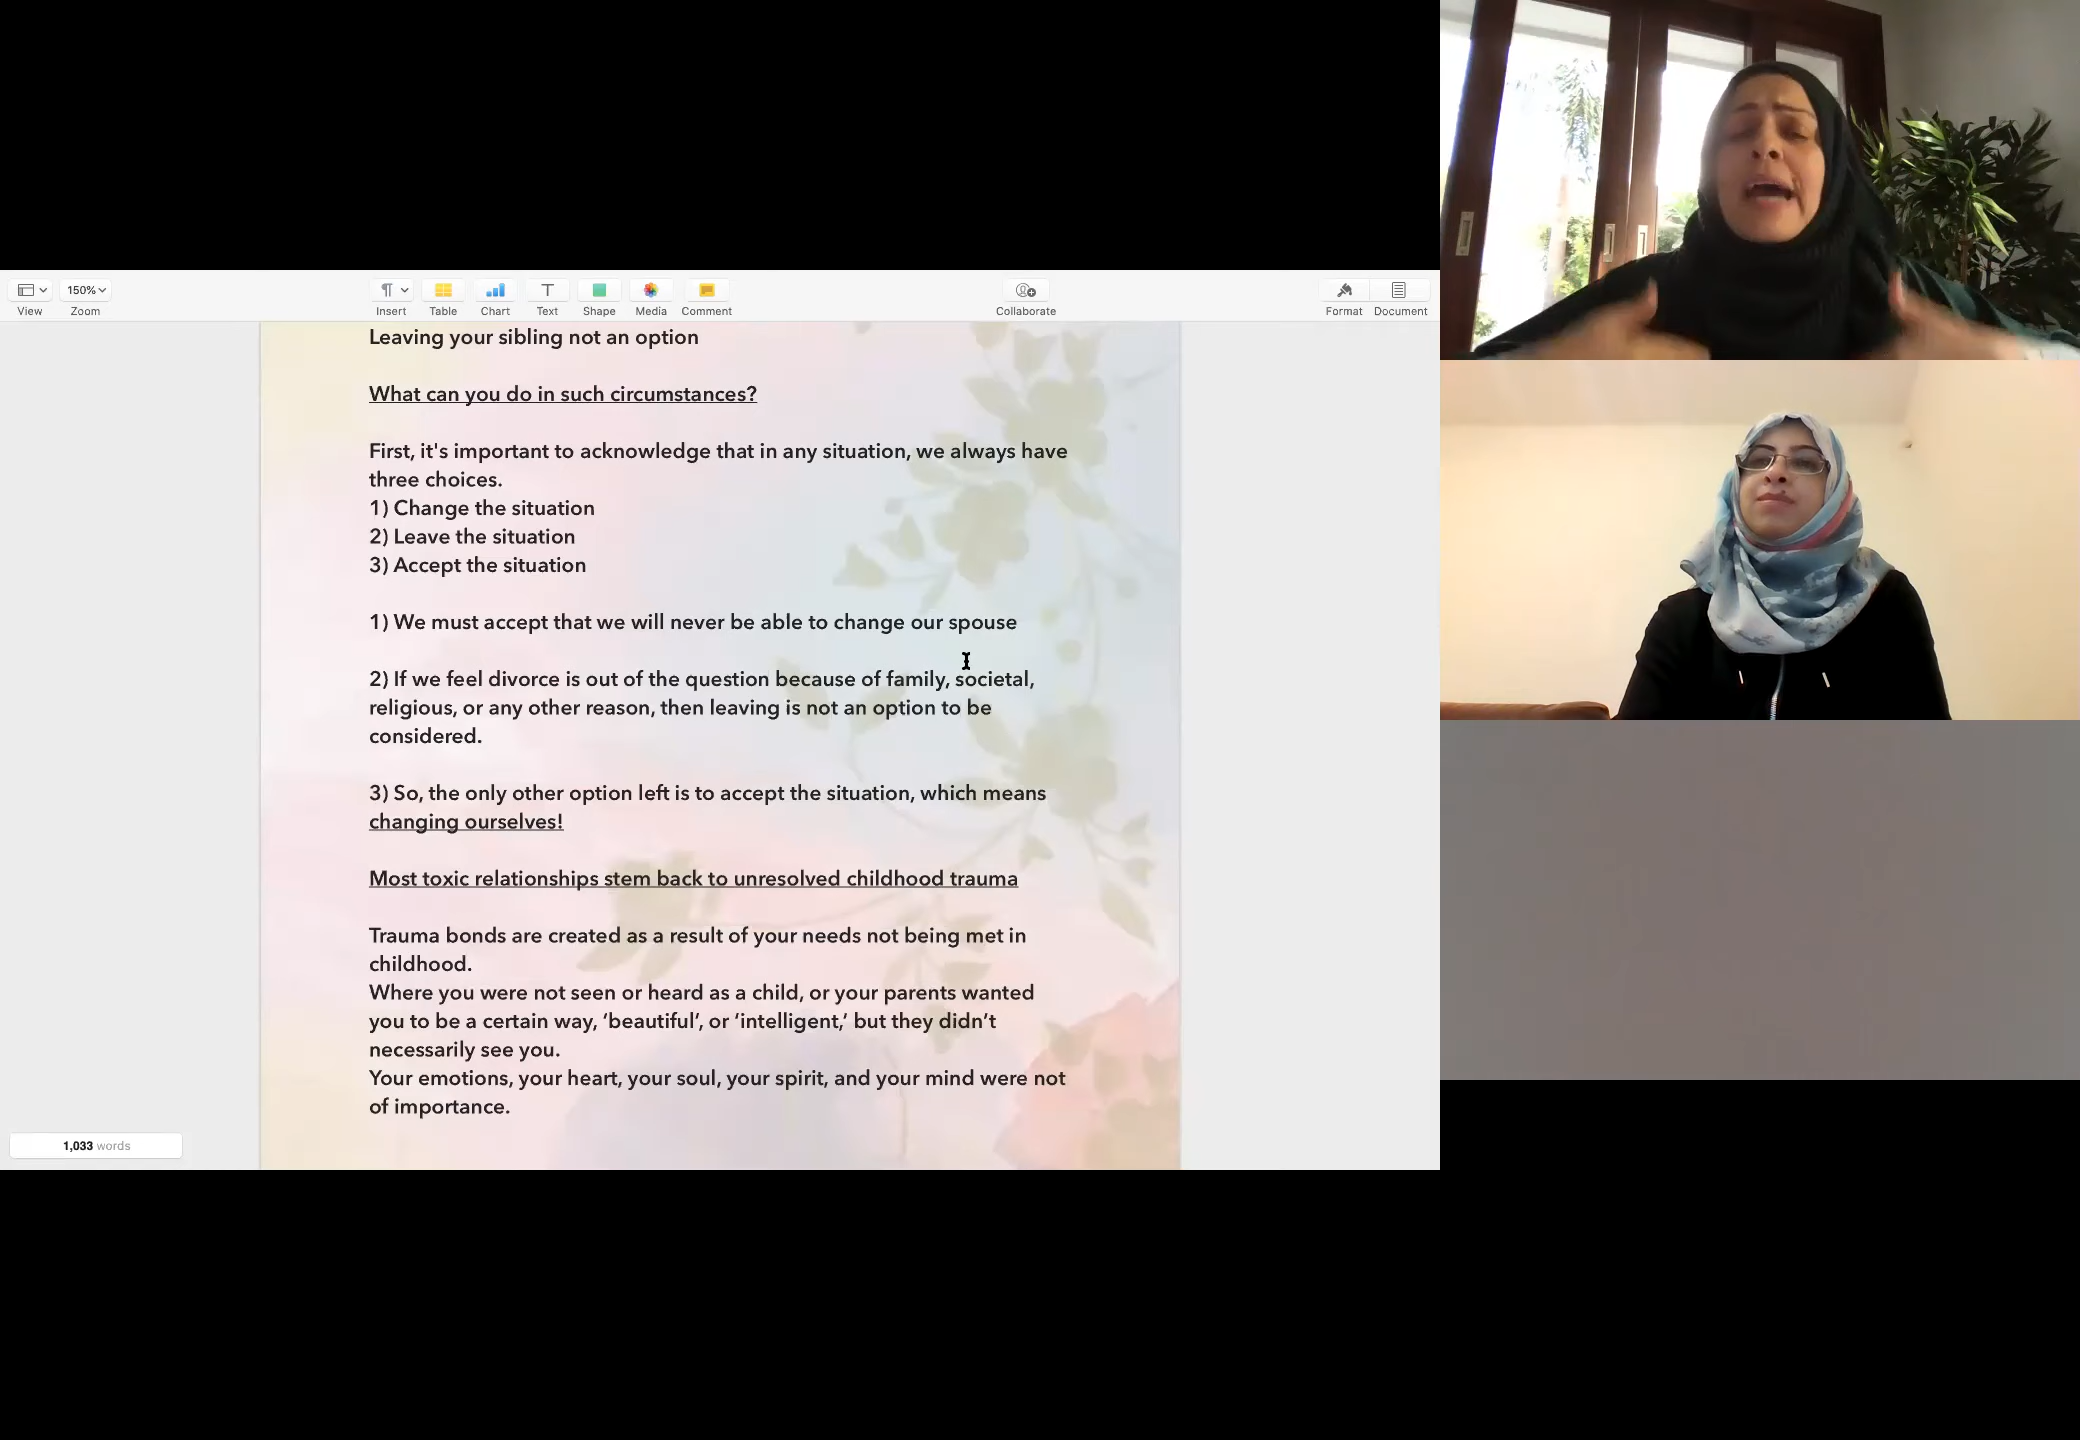 150%
View
Zoom
Insert
Table
Chart
Text
Shape
Media
Comment
Collaborate
Format
Document
Leaving your sibling not an option
What can you do in such circumstances?
First, it's important to acknowledge that in any situation, we always have
three choices.
1) Change the situation
2) Leave the situation
3) Accept the situation
1) We must accept that we will never be able to change our spouse
2) If we feel divorce is out of the question because of family, societal,
religious, or any other reason, then leaving is not an option to be
considered.
3) So, the only other option left is to accept the situation, which means
changing ourselves!
Most toxic relationships stem back to unresolved childhood trauma
Trauma bonds are created as a result of your needs not being met in
childhood.
Where you were not seen or heard as a child, or your parents wanted
you to be a certain way, ‘beautiful’, or ‘intelligent,’ but they didn’t
necessarily see you.
Your emotions, your heart, your soul, your spirit, and your mind were not
of importance.
1,033 words